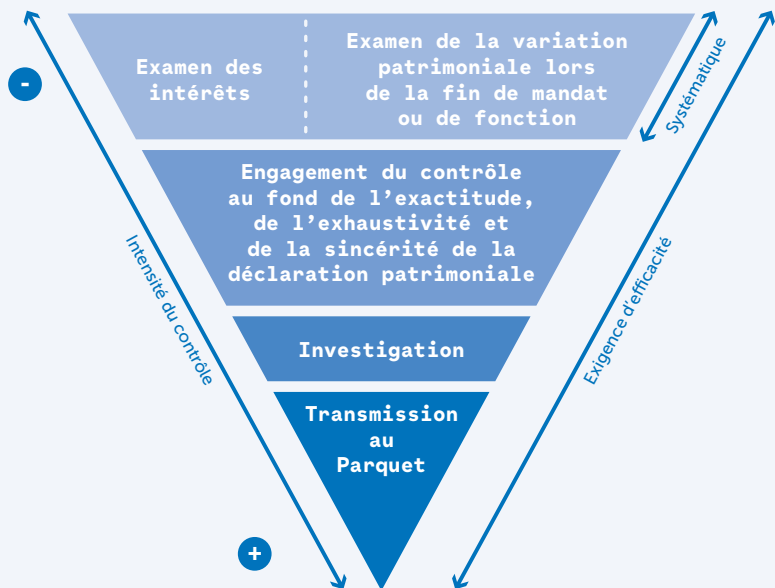 -
Examen des
intérêts
Examen de la variation
patrimoniale lors
de la fin de mandat
ou de fonction
Systématique
Engagement du contrôle
au fond de l’exactitude,
de l’exhaustivité et
de la sincérité de la
déclaration patrimoniale
Intensité du contrôle
Exigence d’efficacité
Investigation
Transmission
au
Parquet
+